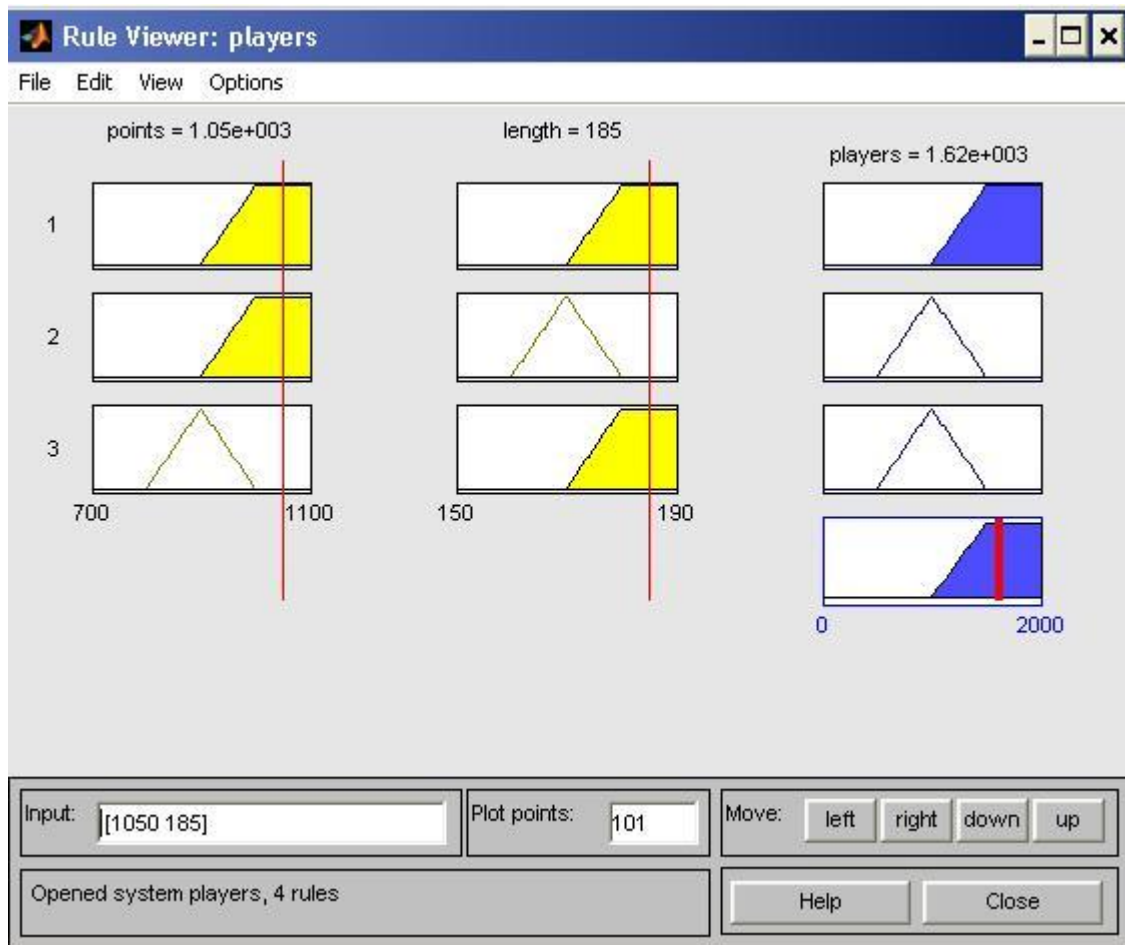 Rule Viewer: players
File Edit View Options
points = 1.05e+003
length = 185
players = 1.62e+003
1
2
3
700 1100
150 190
0 2000
Input: [1050 185]
Plot points: 101
Move: left right down up
Opened system players, 4 rules
Help Close